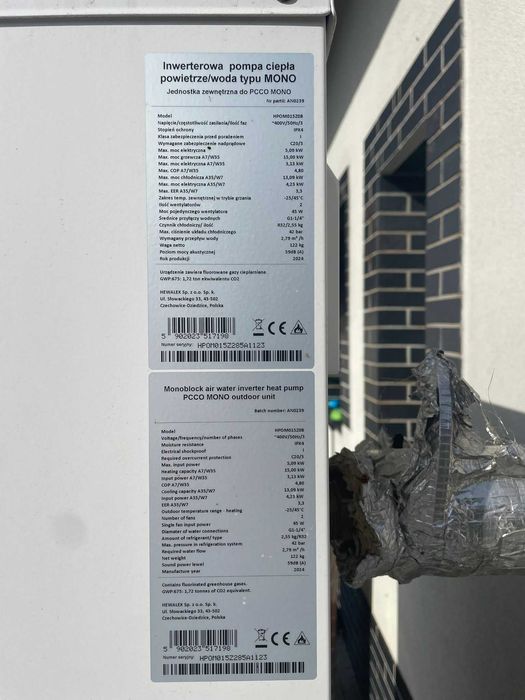 Inwerterowa pompa ciepła
powietrze/woda typu MONO
Jednostka zewnętrzna do PCCO MONO
Nr partii: AN0239
Model HPOM015Z08
Napięcie/częstotliwość zasilania/ilość faz ~400V/50Hz/3
Stopień ochrony IPX4
Klasa zabezpieczenia przed porażeniem I
Wymagane zabezpieczenie nadprądowe C20/3
Max. moc elektryczna 5,09 kW
Max. moc grzewcza A7/W35 15,00 kW
Max. moc elektryczna A7/W35 3,13 kW
Max. COP A7/W35 4,80
Max. moc chłodnicza A35/W7 13,09 kW
Max. moc elektryczna A35/W7 4,23 kW
Max. EER A35/W7 3,3
Zakres temp. zewnętrznej w trybie grzania -25/45°C
Ilość wentylatorów 2
Moc pojedynczego wentylatora 45 W
Średnice przyłączy wodnych G1-1/4"
Czynnik chłodniczy/ ilość R32/2,55 kg
Max. ciśnienie układu chłodniczego 42 bar
Wymagany przepływ wody 2,79 m³ /h
Waga netto 122 kg
Poziom mocy akustycznej 59dB (A)
Rok produkcji 2024
Urządzenie zawiera fluorowane gazy cieplarniane.
GWP:675: 1,72 ton ekwiwalentu CO2
HEWALEX Sp. z o.o. Sp. k.
Ul. Słowackiego 33, 43-502
Czechowice-Dziedzice, Polska
5 902023 517198
Numer seryjny: HPOM015Z285A1123
Monoblock air water inverter heat pump
PCCO MONO outdoor unit
Batch number: AN0239
Model HPOM015Z08
Voltage/frequency/number of phases ~400V/50Hz/3
Moisture resistance IPX4
Electrical shockproof I
Required overcurrent protection C20/3
Max. input power 5,09 kW
Heating capacity A7/W35 15,00 kW
Input power A7/W35 3,13 kW
COP A7/W35 4,80
Cooling capacity A35/W7 13,09 kW
Input power A35/W7 4,23 kW
EER A35/W7 3,3
Outdoor temperature range - heating -25/45°C
Number of fans 2
Single fan input power 45 W
Diameter of water connections G1-1/4"
Amount of refrigerant/ type 2,55 kg/R32
Max. pressure in refrigeration system 42 bar
Required water flow 2,79 m³ /h
Net weight 122 kg
Sound power level 59dB (A)
Manufacture year 2024
Contains fluorinated greenhouse gases.
GWP:675: 1,72 tonnes of CO2 equivalent.
HEWALEX Sp. z o.o. Sp. k.
Ul. Słowackiego 33, 43-502
Czechowice-Dziedzice, Polska
5 902023 517198
Numer seryjny: HPOM015Z285A1123